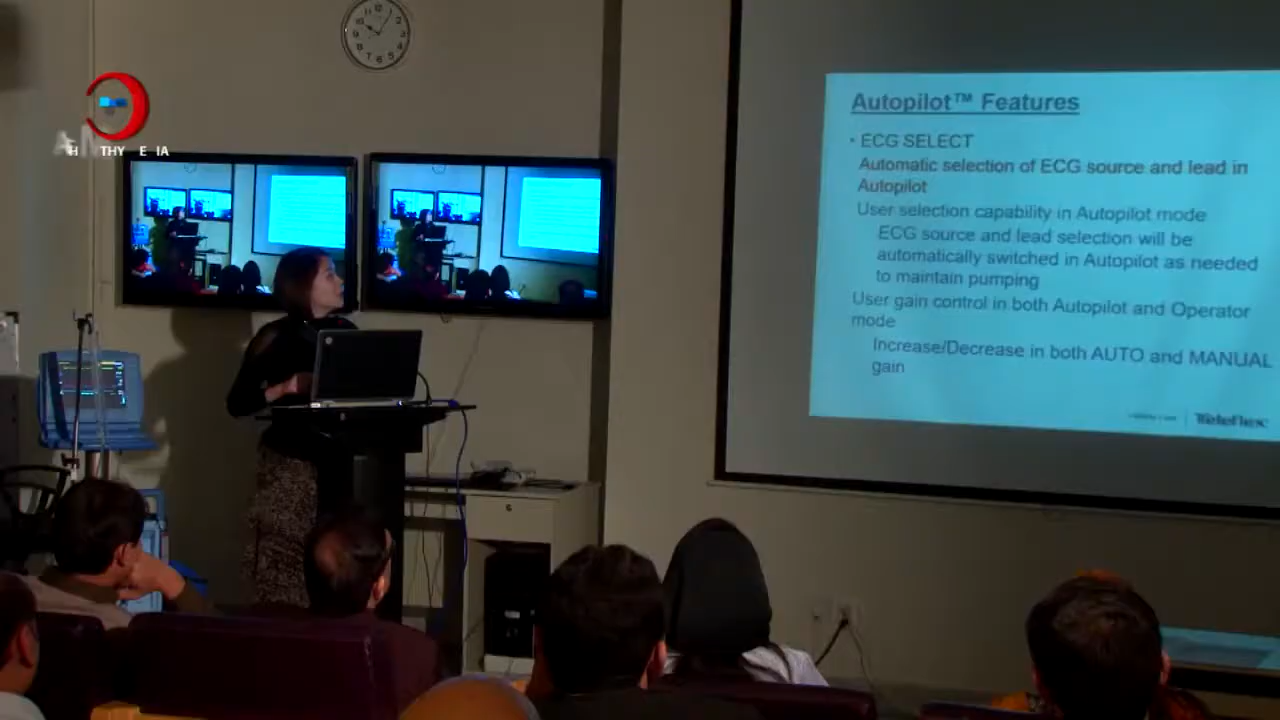 Autopilot™ Features
• ECG SELECT
Automatic selection of ECG source and lead in
Autopilot
User selection capability in Autopilot mode
ECG source and lead selection will be
automatically switched in Autopilot as needed
to maintain pumping
User gain control in both Autopilot and Operator
mode
Increase/Decrease in both AUTO and MANUAL
gain
Teleflex